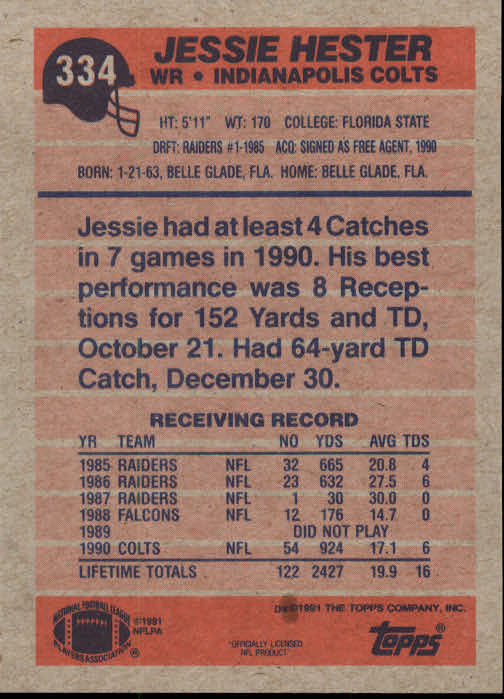 334
JESSIE HESTER
WR • INDIANAPOLIS COLTS
HT: 5'11" WT: 170 COLLEGE: FLORIDA STATE
DRFT: RAIDERS #1-1985 ACQ: SIGNED AS FREE AGENT, 1990
BORN: 1-21-63, BELLE GLADE, FLA. HOME: BELLE GLADE, FLA.
Jessie had at least 4 Catches
in 7 games in 1990. His best
performance was 8 Recep-
tions for 152 Yards and TD,
October 21. Had 64-yard TD
Catch, December 30.
RECEIVING RECORD
YR TEAM NO YDS AVG TDS
1985 RAIDERS NFL 32 665 20.8 4
1986 RAIDERS NFL 23 632 27.5 6
1987 RAIDERS NFL 1 30 30.0 0
1988 FALCONS NFL 12 176 14.7 0
1989 DID NOT PLAY
1990 COLTS NFL 54 924 17.1 6
LIFETIME TOTALS 122 2427 19.9 16
NATIONAL FOOTBALL LEAGUE
PLAYERS ASSOCIATION ®
©1991
NFLPA
*OFFICIALLY LICENSED
NFL PRODUCT.
©1991 THE TOPPS COMPANY, INC.
topps®